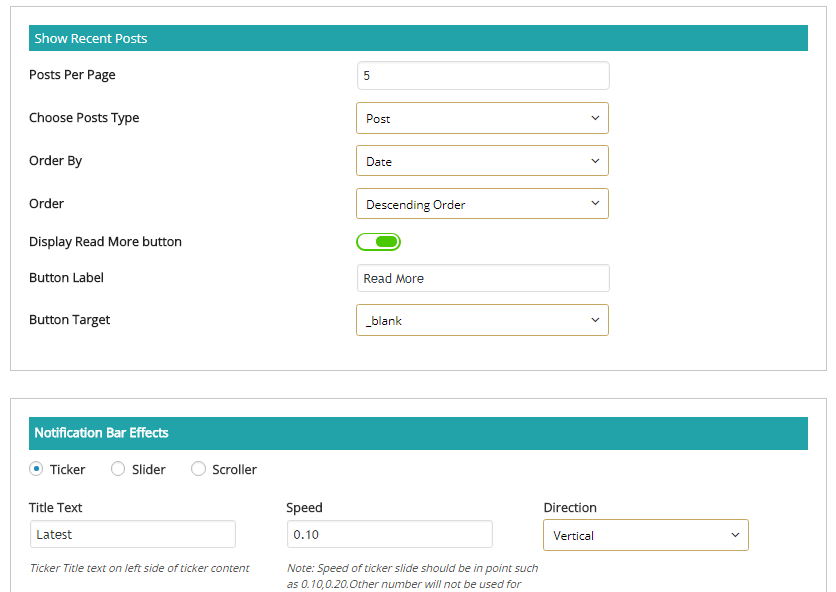 Show Recent Posts
Posts Per Page 5
Choose Posts Type Post
Order By Date
Order Descending Order
Display Read More button
Button Label Read More
Button Target _blank
Notification Bar Effects
Ticker Slider Scroller
Title Text Speed Direction
Latest 0.10 Vertical
Ticker Title text on left side of ticker content Note: Speed of ticker slide should be in point such
as 0.10,0.20.Other number will not be used for